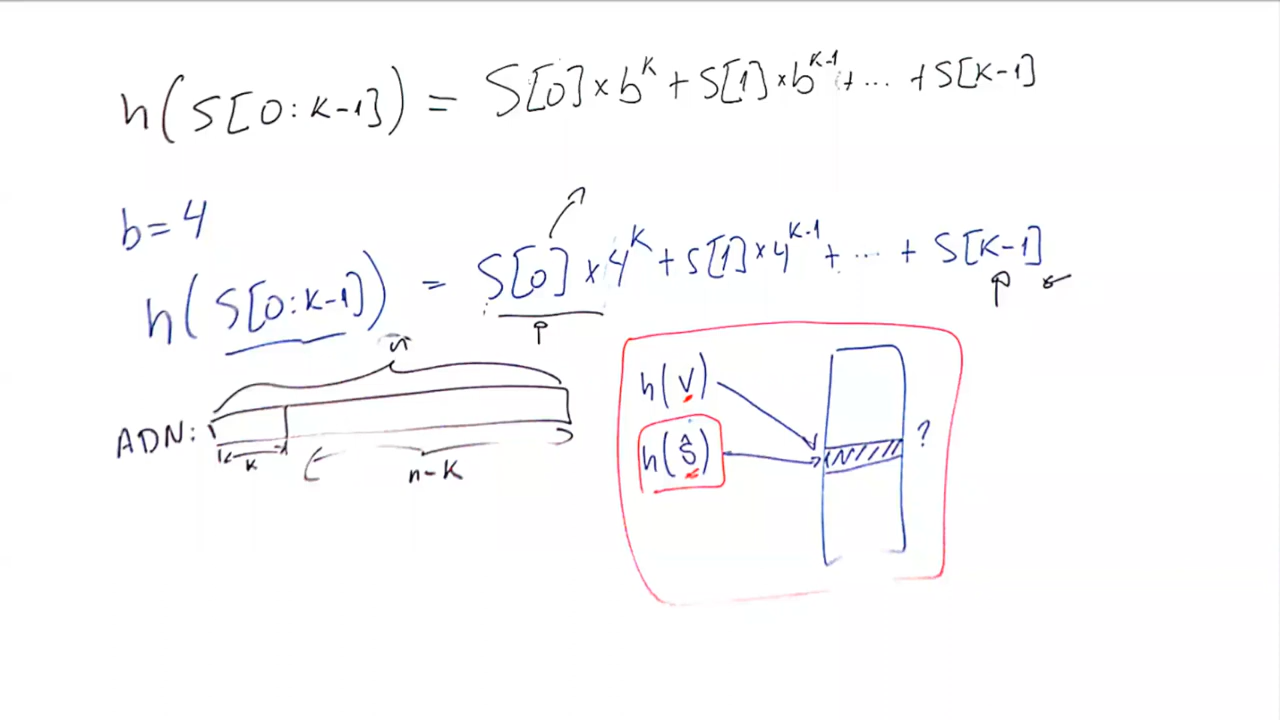 h(S[0:K-1]) = S[0]×b^K + S[1]×b^{K-1} + ... + S[K-1]
b=4
h(S[0:K-1]) = S[0]×4^K + S[1]×4^{K-1} + ... + S[K-1]
n
h(V)
ADN:
?
h(Ŝ)
K
n-K